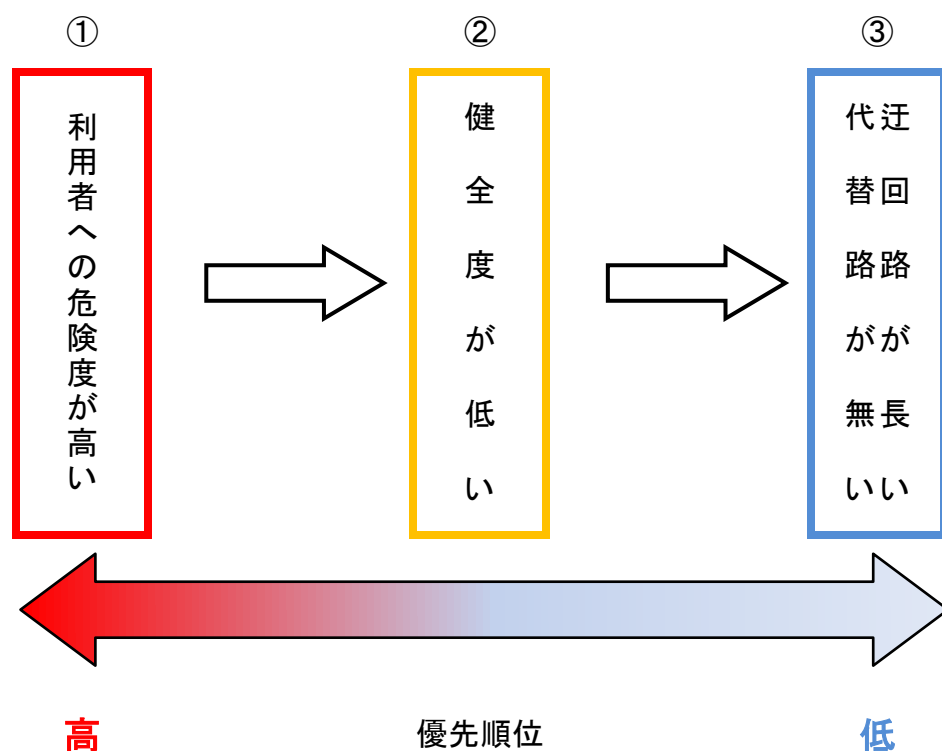 ①
②
③
利用者への危険度が高い
健全度が低い
迂回路が長い
代替路が無い
高
優先順位
低